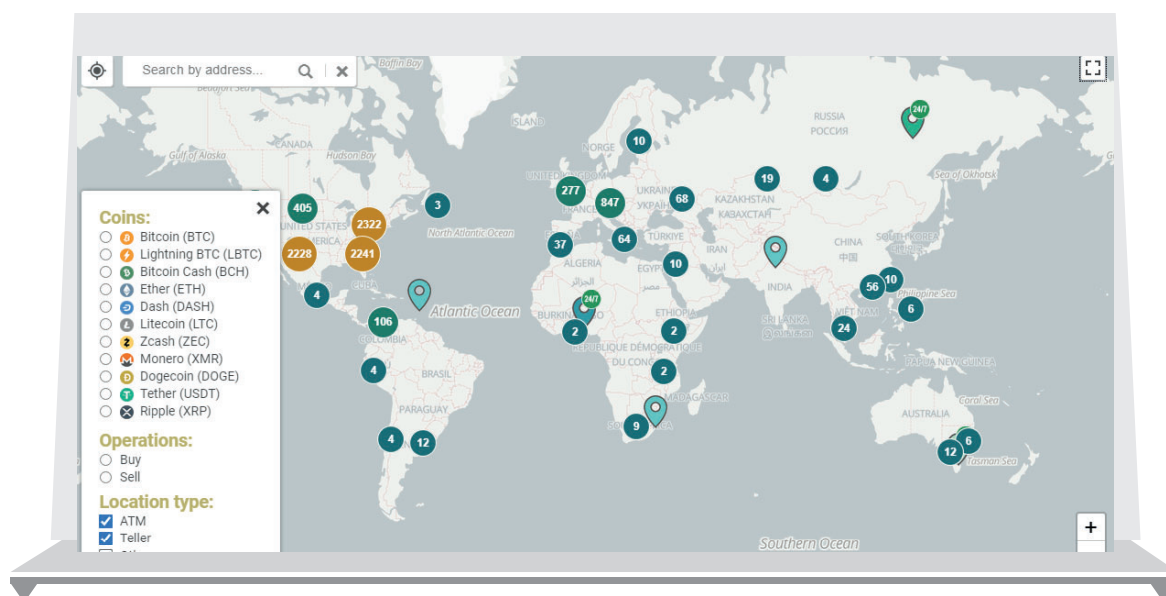 Search by address...
Baffin Bay
Beaufort Sea
ISLAND
24/7
RUSSIA
РОССИЯ
CANADA
Gulf of Alaska
Hudson Bay
NORGE
10
Sea of Okhotsk
UNITED KINGDOM
277
19
4
UKRAINE
68
KAZAKHSTAN
ҚАЗАҚСТАН
405
3
847
FRANCE
2322
UNITED STATES
AMERICA
North Atlantic Ocean
37
64
TÜRKIYE
IRAN
ایران
CHINA
中国
SOUTH KOREA
2228
2241
ALGERIA
الجزائر
EGYPT
10
مصر
CUBA
4
INDIA
56
10
Philippine Sea
6
24/7
Atlantic Ocean
106
COLOMBIA
BURKINA
2
ETHIOPIA
2
SRI LANKA
VIỆT NAM
24
RÉPUBLIQUE DÉMOCRATIQUE
DU CONGO
2
PAPUA NEW GUINEA
4
BRASIL
MADAGASCAR
PARAGUAY
9
Coral Sea
AUSTRALIA
4
12
12
6
Tasman Sea
Southern Ocean
Coins:
Bitcoin (BTC)
Lightning BTC (LBTC)
Bitcoin Cash (BCH)
Ether (ETH)
Dash (DASH)
Litecoin (LTC)
Zcash (ZEC)
Monero (XMR)
Dogecoin (DOGE)
Tether (USDT)
Ripple (XRP)
Operations:
Buy
Sell
Location type:
ATM
Teller
+